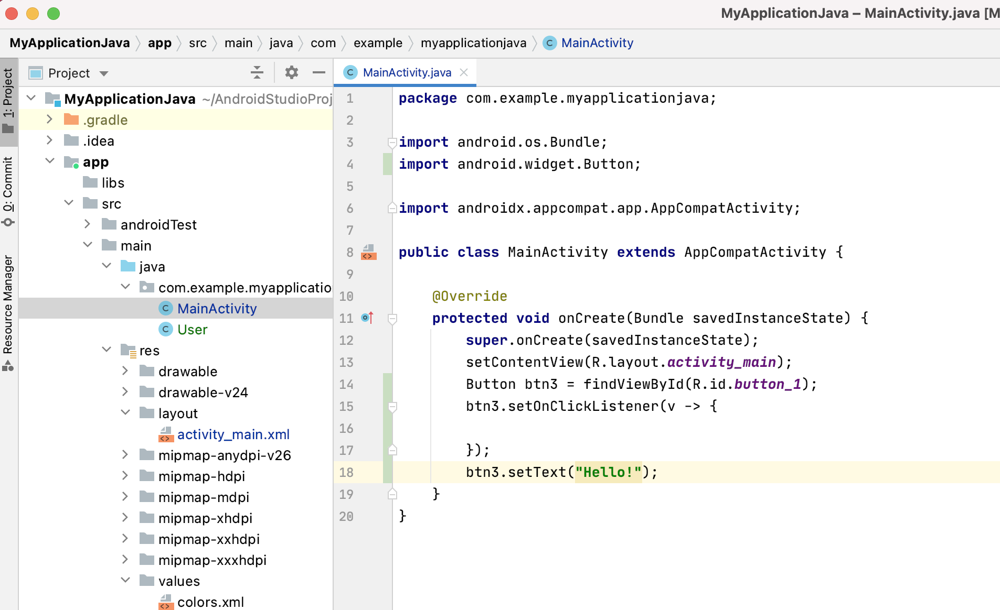 MyApplicationJava – MainActivity.java [M
MyApplicationJava app src main java com example myapplicationjava C MainActivity
1: Project
0: Commit
Resource Manager
Project
MyApplicationJava ~/AndroidStudioProj
.gradle
.idea
app
libs
src
androidTest
main
java
com.example.myapplicatio
C MainActivity
C User
res
drawable
drawable-v24
layout
<> activity_main.xml
mipmap-anydpi-v26
mipmap-hdpi
mipmap-mdpi
mipmap-xhdpi
mipmap-xxhdpi
mipmap-xxxhdpi
values
<> colors.xml
C MainActivity.java
1 package com.example.myapplicationjava;
2
3 import android.os.Bundle;
4 import android.widget.Button;
5
6 import androidx.appcompat.app.AppCompatActivity;
7
8 <> public class MainActivity extends AppCompatActivity {
9
10 @Override
11 protected void onCreate(Bundle savedInstanceState) {
12 super.onCreate(savedInstanceState);
13 setContentView(R.layout.activity_main);
14 Button btn3 = findViewById(R.id.button_1);
15 btn3.setOnClickListener(v -> {
16
17 });
18 btn3.setText("Hello!");
19 }
20 }